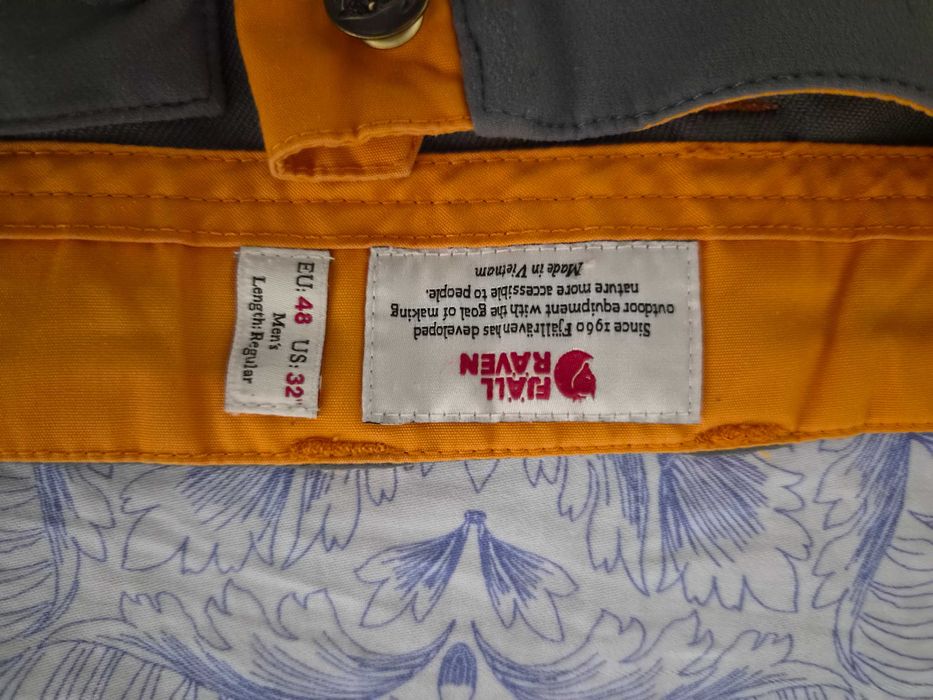 EU: 48 US: 32"
Men's
Length: Regular
FJÄLL
RÄVEN
Since 1960 Fjällräven has developed
outdoor equipment with the goal of making
nature more accessible to people.
Made in Vietnam